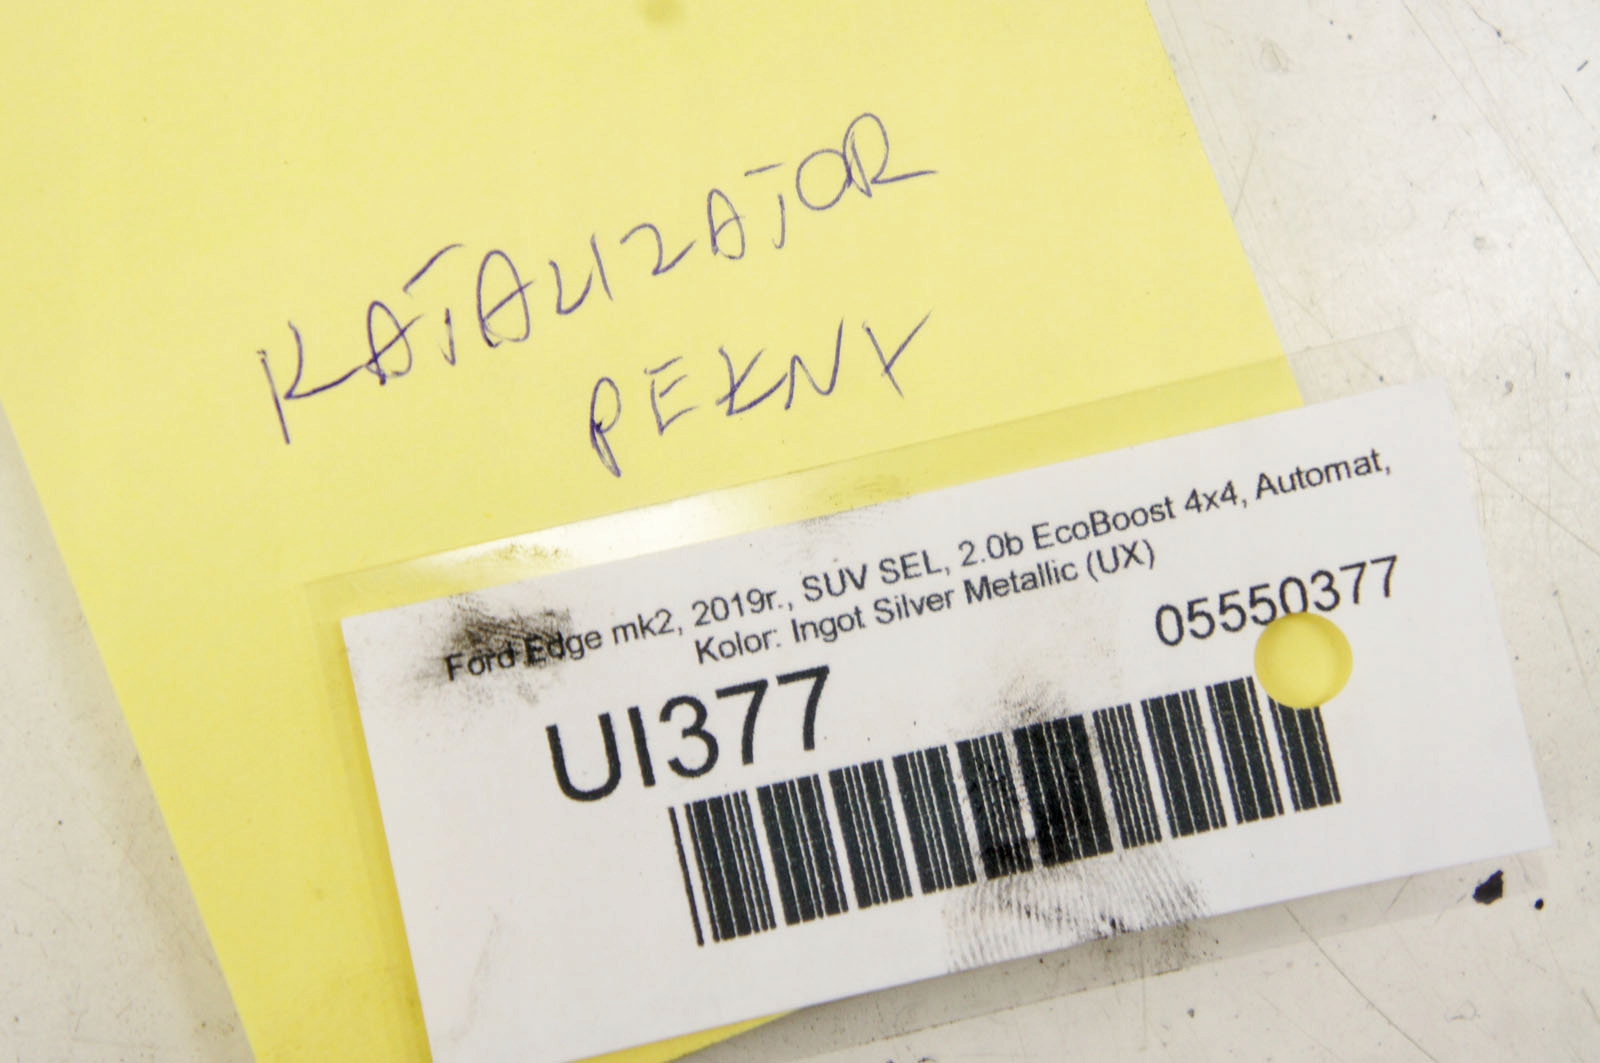 KATALIZATOR
PEŁNY
Ford Edge mk2, 2019r., SUV SEL, 2.0b EcoBoost 4x4, Automat,
Kolor: Ingot Silver Metallic (UX)
05550377
UI377